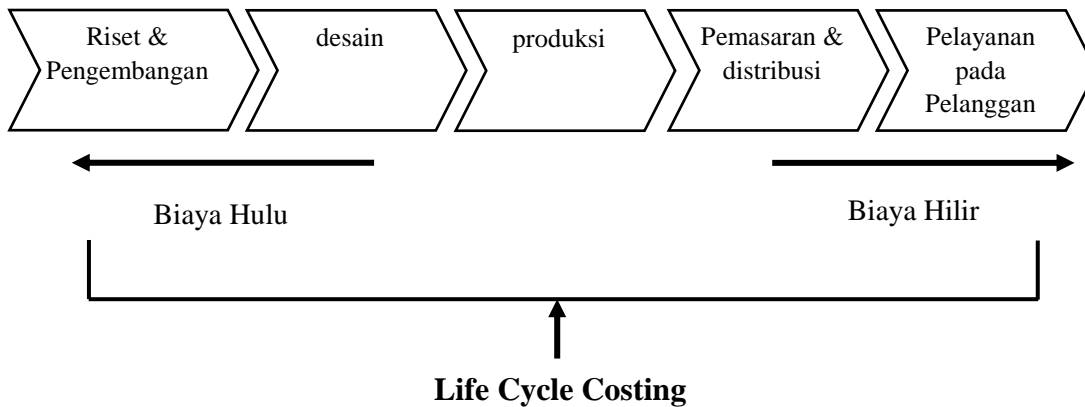 Riset &
Pengembangan
desain
produksi
Pemasaran &
distribusi
Pelayanan
pada
Pelanggan
Biaya Hulu
Biaya Hilir
Life Cycle Costing